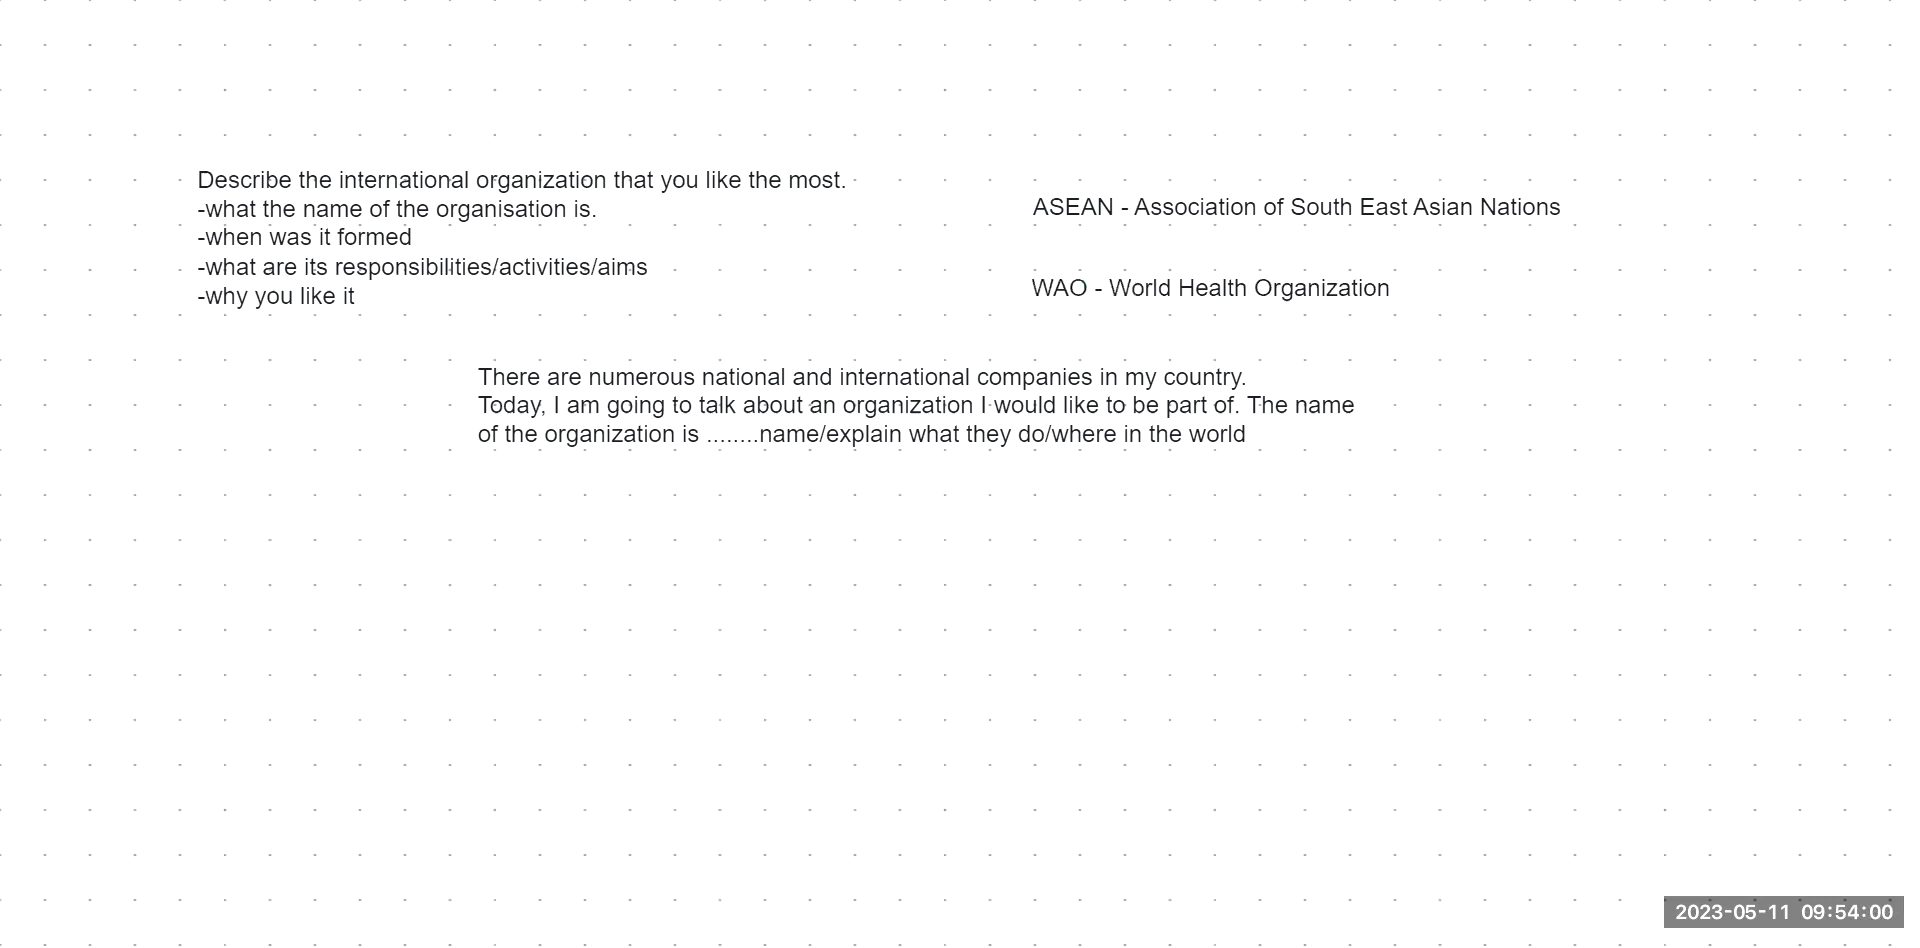 Describe the international organization that you like the most.
-what the name of the organisation is.
-when was it formed
-what are its responsibilities/activities/aims
-why you like it
ASEAN - Association of South East Asian Nations
WAO - World Health Organization
There are numerous national and international companies in my country.
Today, I am going to talk about an organization I would like to be part of. The name
of the organization is ........name/explain what they do/where in the world
2023-05-11 09:54:00